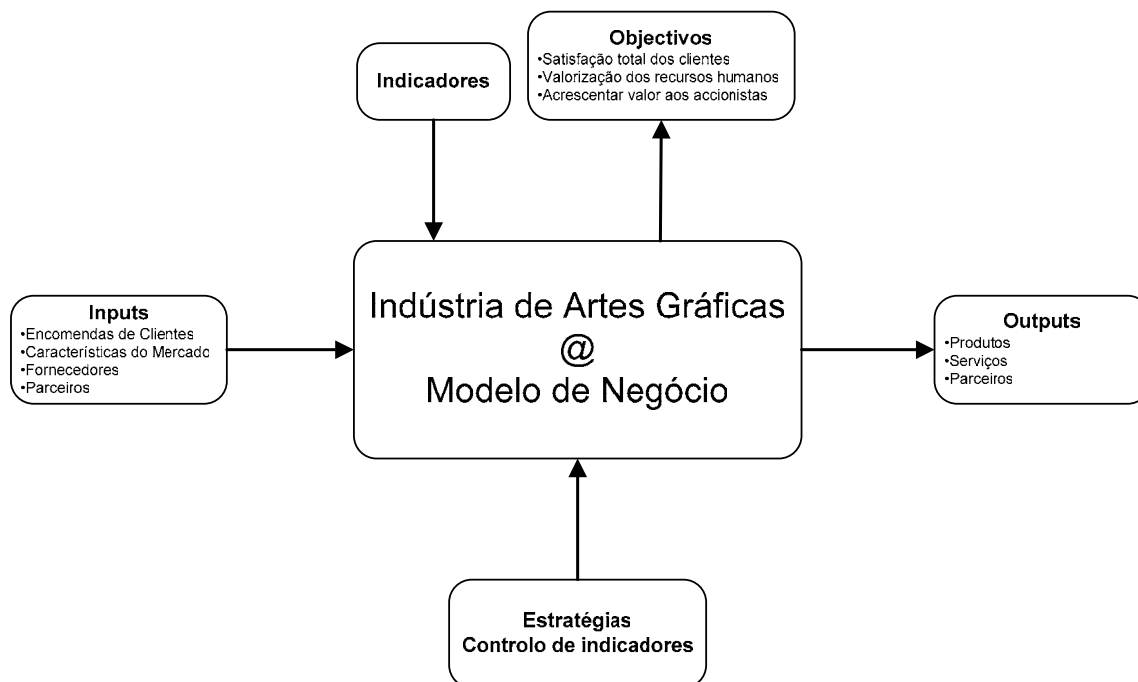 Objectivos
•Satisfação total dos clientes
•Valorização dos recursos humanos
•Acrescentar valor aos accionistas
Indicadores
Inputs
•Encomendas de Clientes
•Características do Mercado
•Fornecedores
•Parceiros
Indústria de Artes Gráficas
@
Modelo de Negócio
Outputs
•Produtos
•Serviços
•Parceiros
Estratégias
Controlo de indicadores